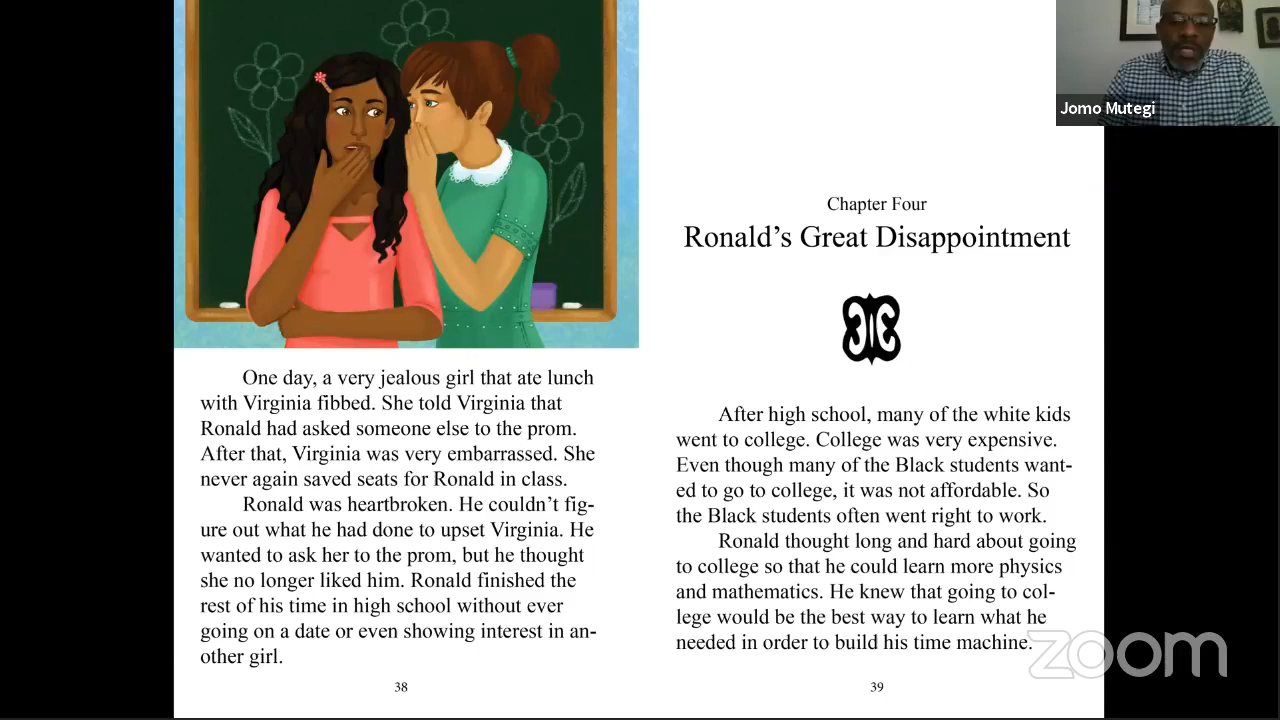 One day, a very jealous girl that ate lunch
with Virginia fibbed. She told Virginia that
Ronald had asked someone else to the prom.
After that, Virginia was very embarrassed. She
never again saved seats for Ronald in class.
Ronald was heartbroken. He couldn’t fig-
ure out what he had done to upset Virginia. He
wanted to ask her to the prom, but he thought
she no longer liked him. Ronald finished the
rest of his time in high school without ever
going on a date or even showing interest in an-
other girl.
38
Chapter Four
Ronald’s Great Disappointment
After high school, many of the white kids
went to college. College was very expensive.
Even though many of the Black students want-
ed to go to college, it was not affordable. So
the Black students often went right to work.
Ronald thought long and hard about going
to college so that he could learn more physics
and mathematics. He knew that going to col-
lege would be the best way to learn what he
needed in order to build his time machine.
39
Jomo Mutegi
zoom